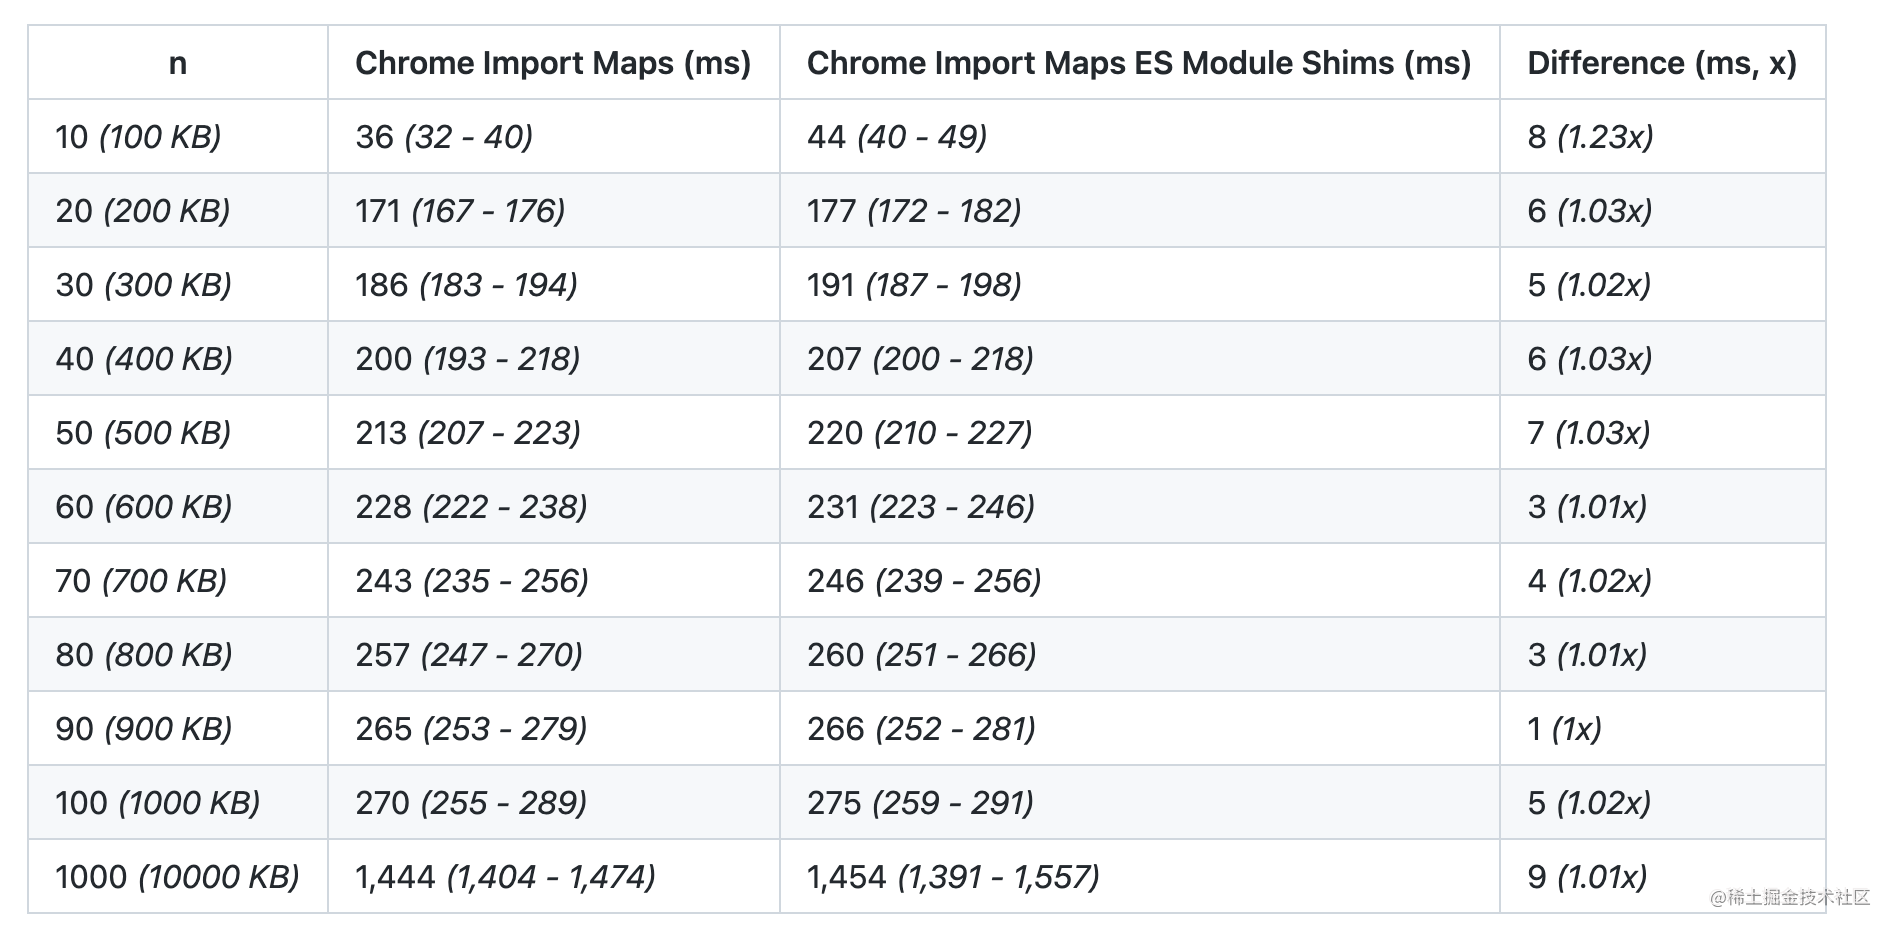 n Chrome Import Maps (ms) Chrome Import Maps ES Module Shims (ms) Difference (ms, x)
10 (100 KB) 36 (32 - 40) 44 (40 - 49) 8 (1.23x)
20 (200 KB) 171 (167 - 176) 177 (172 - 182) 6 (1.03x)
30 (300 KB) 186 (183 - 194) 191 (187 - 198) 5 (1.02x)
40 (400 KB) 200 (193 - 218) 207 (200 - 218) 6 (1.03x)
50 (500 KB) 213 (207 - 223) 220 (210 - 227) 7 (1.03x)
60 (600 KB) 228 (222 - 238) 231 (223 - 246) 3 (1.01x)
70 (700 KB) 243 (235 - 256) 246 (239 - 256) 4 (1.02x)
80 (800 KB) 257 (247 - 270) 260 (251 - 266) 3 (1.01x)
90 (900 KB) 265 (253 - 279) 266 (252 - 281) 1 (1x)
100 (1000 KB) 270 (255 - 289) 275 (259 - 291) 5 (1.02x)
1000 (10000 KB) 1,444 (1,404 - 1,474) 1,454 (1,391 - 1,557) 9 (1.01x)
@稀土掘金技术社区